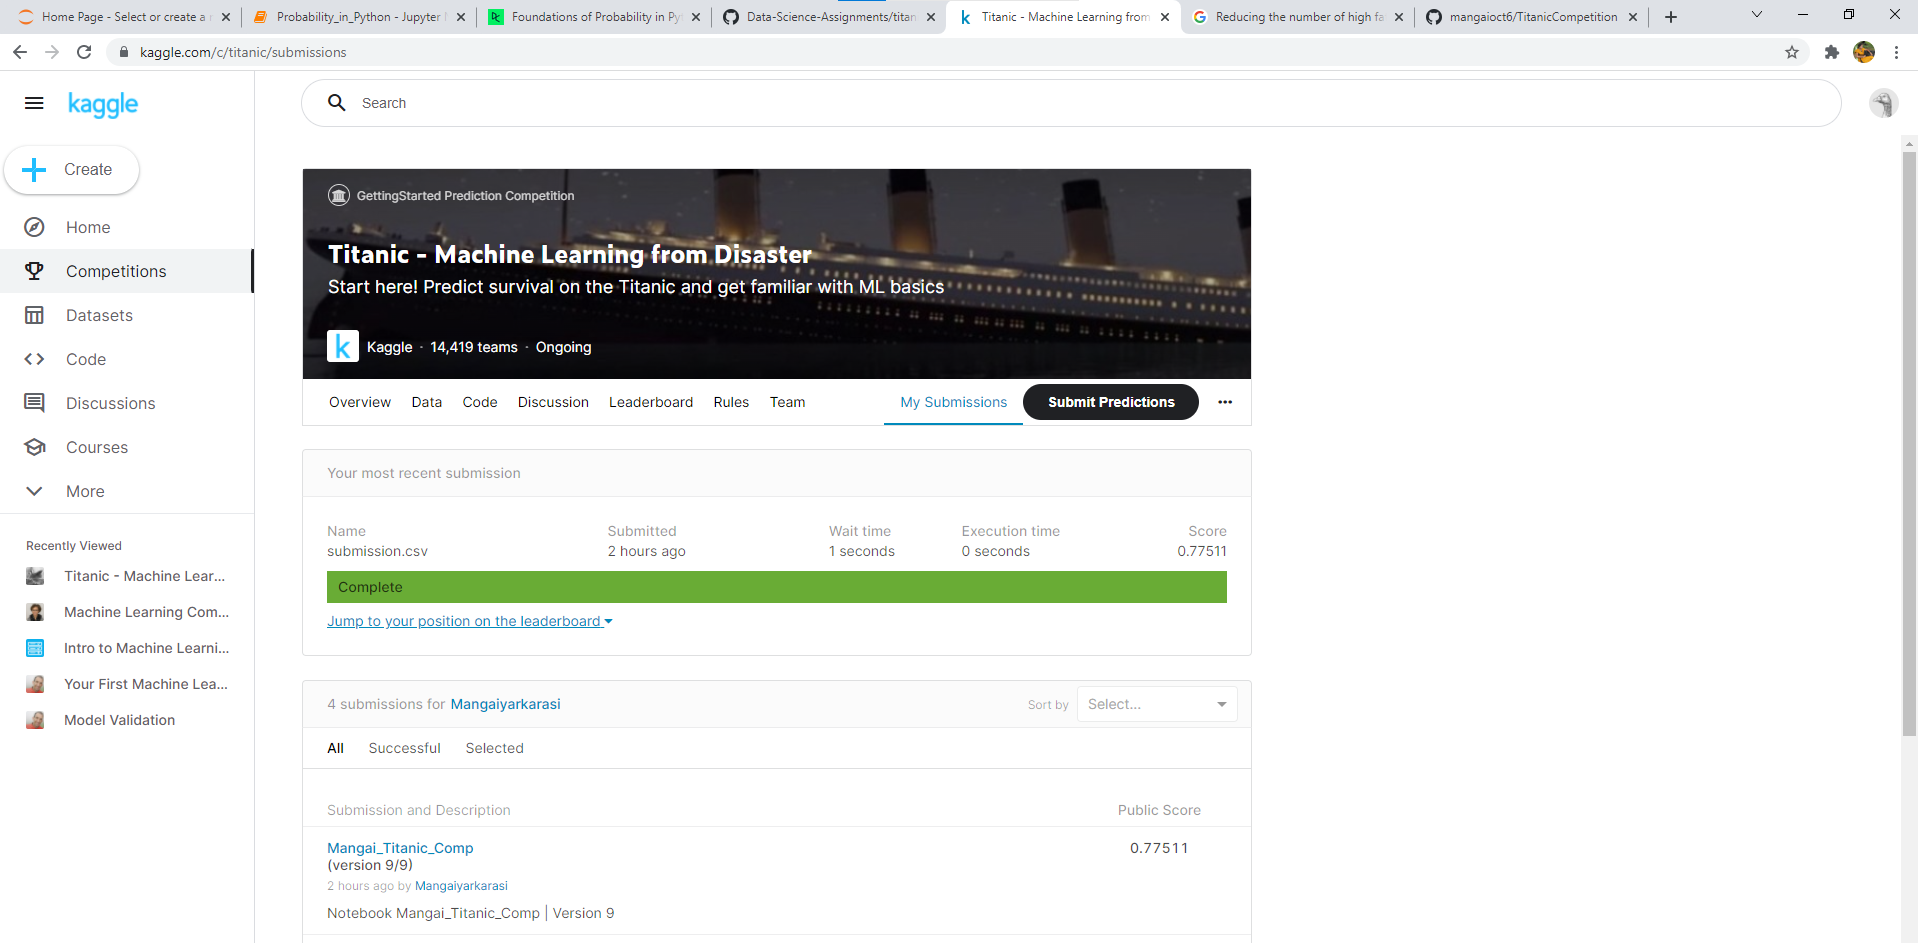 Home Page - Select or create a
Probability_in_Python - Jupyter
Foundations of Probability in Py
Data-Science-Assignments/titan
Titanic - Machine Learning from
Reducing the number of high fa
mangaioct6/TitanicCompetition
kaggle.com/c/titanic/submissions
kaggle
Search
Create
Home
Competitions
Datasets
Code
Discussions
Courses
More
Recently Viewed
Titanic - Machine Lear...
Machine Learning Com...
Intro to Machine Learni...
Your First Machine Lea...
Model Validation
GettingStarted Prediction Competition
Titanic - Machine Learning from Disaster
Start here! Predict survival on the Titanic and get familiar with ML basics
k Kaggle · 14,419 teams · Ongoing
Overview Data Code Discussion Leaderboard Rules Team My Submissions Submit Predictions
Your most recent submission
Name Submitted Wait time Execution time Score
submission.csv 2 hours ago 1 seconds 0 seconds 0.77511
Complete
Jump to your position on the leaderboard
4 submissions for Mangaiyarkarasi Sort by Select...
All Successful Selected
Submission and Description Public Score
Mangai_Titanic_Comp 0.77511
(version 9/9)
2 hours ago by Mangaiyarkarasi
Notebook Mangai_Titanic_Comp | Version 9